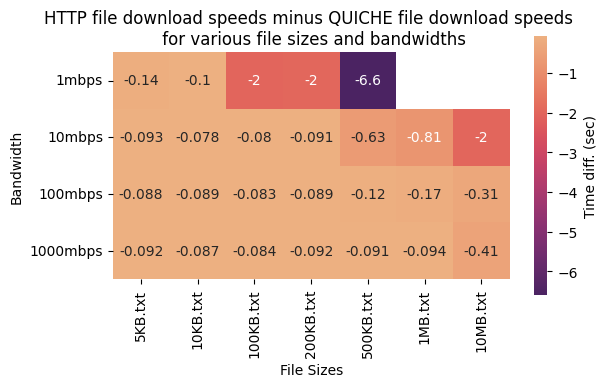 HTTP file download speeds minus QUICHE file download speeds
for various file sizes and bandwidths
Bandwidth
1mbps -0.14 -0.1 -2 -2 -6.6
10mbps -0.093 -0.078 -0.08 -0.091 -0.63 -0.81 -2
100mbps -0.088 -0.089 -0.083 -0.089 -0.12 -0.17 -0.31
1000mbps -0.092 -0.087 -0.084 -0.092 -0.091 -0.094 -0.41
5KB.txt 10KB.txt 100KB.txt 200KB.txt 500KB.txt 1MB.txt 10MB.txt
File Sizes
−1
−2
−3
−4
−5
−6
Time diff. (sec)